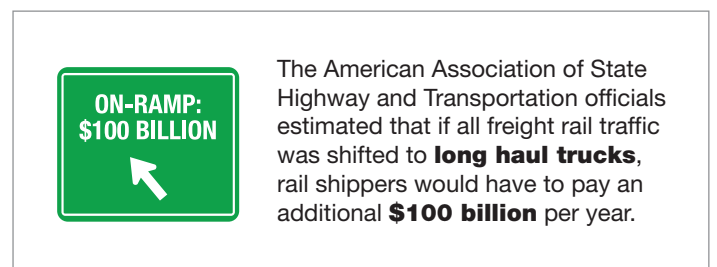 ON-RAMP:
$100 BILLION
The American Association of State
Highway and Transportation officials
estimated that if all freight rail traffic
was shifted to long haul trucks,
rail shippers would have to pay an
additional $100 billion per year.